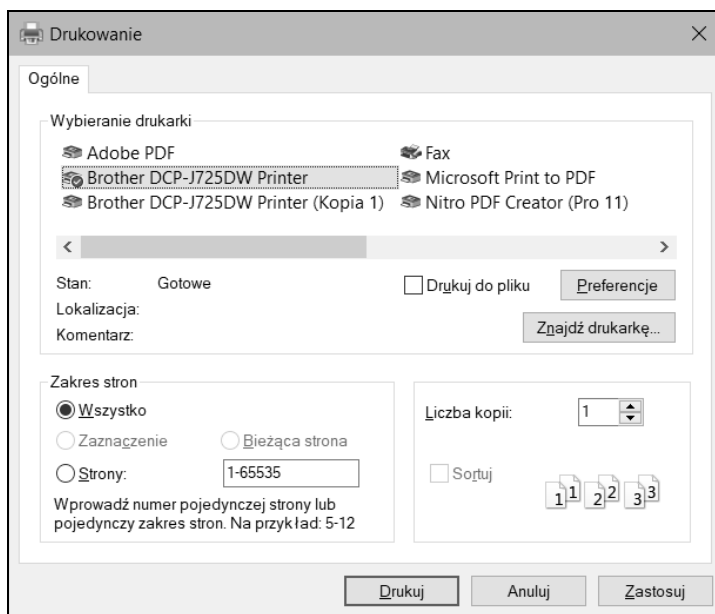 Drukowanie
Ogólne
Wybieranie drukarki
Adobe PDF
Fax
Brother DCP-J725DW Printer
Microsoft Print to PDF
Brother DCP-J725DW Printer (Kopia 1)
Nitro PDF Creator (Pro 11)
Stan: Gotowe
Drukuj do pliku
Preferencje
Lokalizacja:
Komentarz:
Znajdź drukarkę...
Zakres stron
Wszystko
Zaznaczenie
Bieżąca strona
Strony: 1-65535
Wprowadź numer pojedynczej strony lub
pojedynczy zakres stron. Na przykład: 5-12
Liczba kopii: 1
Sortuj
1 1 2 2 3 3
Drukuj
Anuluj
Zastosuj